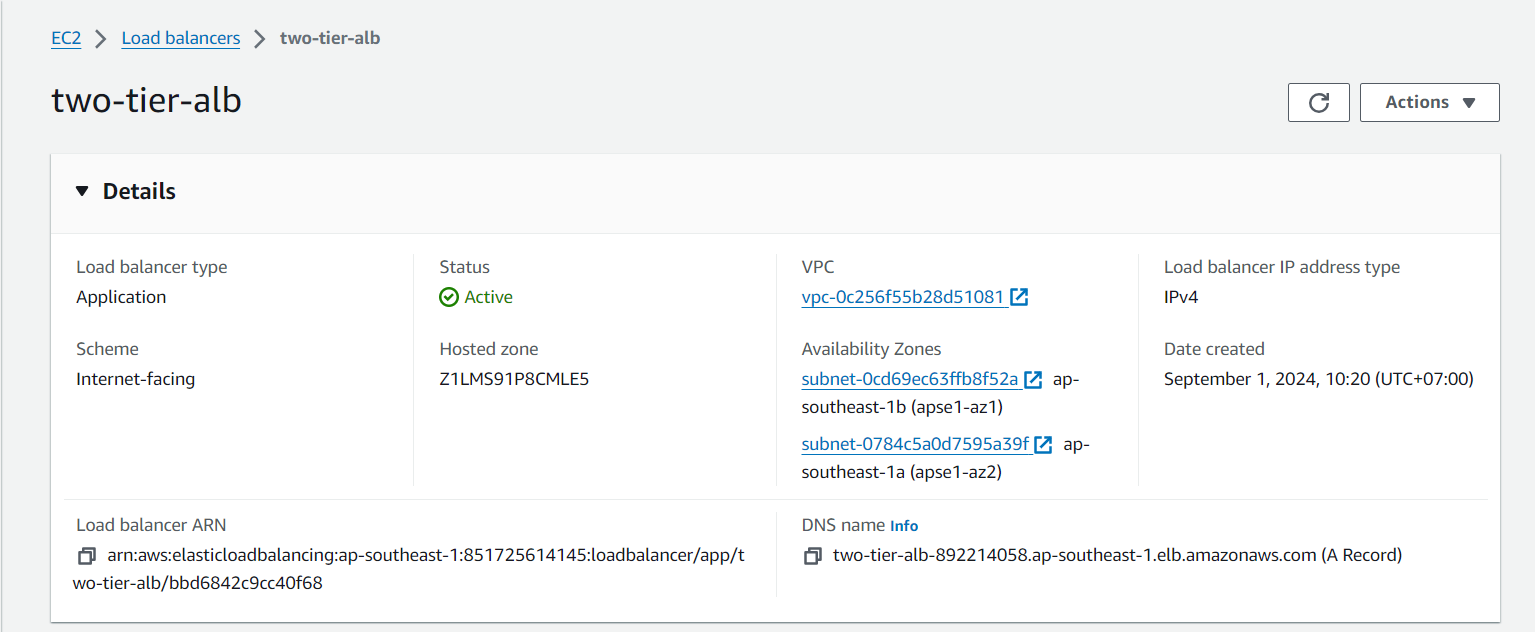 EC2 > Load balancers > two-tier-alb
two-tier-alb
Actions
Details
Load balancer type
Application
Status
Active
VPC
vpc-0c256f55b28d51081
Load balancer IP address type
IPv4
Scheme
Internet-facing
Hosted zone
Z1LMS91P8CMLE5
Availability Zones
subnet-0cd69ec63ffb8f52a ap-
southeast-1b (apse1-az1)
subnet-0784c5a0d7595a39f ap-
southeast-1a (apse1-az2)
Date created
September 1, 2024, 10:20 (UTC+07:00)
Load balancer ARN
arn:aws:elasticloadbalancing:ap-southeast-1:851725614145:loadbalancer/app/t
wo-tier-alb/bbd6842c9cc40f68
DNS name Info
two-tier-alb-892214058.ap-southeast-1.elb.amazonaws.com (A Record)